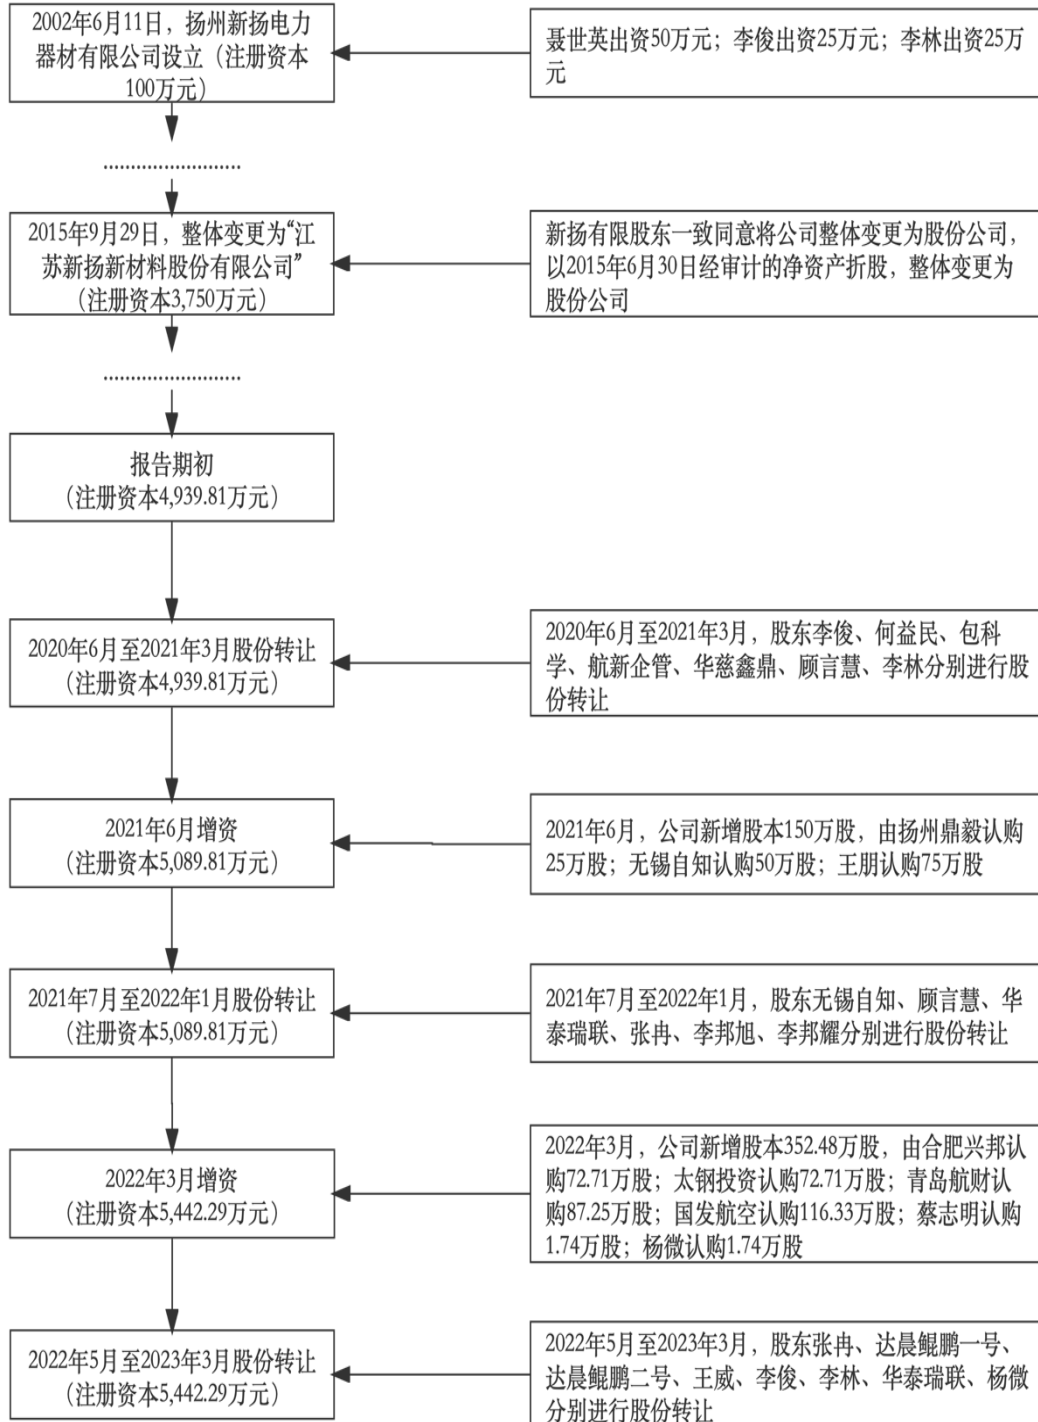 2002年6月11日，扬州新扬电力
器材有限公司设立（注册资本
100万元）
聂世英出资50万元；李俊出资25万元；李林出资25万
元
........................
2015年9月29日，整体变更为“江
苏新扬新材料股份有限公司”
（注册资本3,750万元）
新扬有限股东一致同意将公司整体变更为股份公司，
以2015年6月30日经审计的净资产折股，整体变更为
股份公司
........................
报告期初
（注册资本4,939.81万元）
2020年6月至2021年3月股份转让
（注册资本4,939.81万元）
2020年6月至2021年3月，股东李俊、何益民、包科
学、航新企管、华慈鑫鼎、顾言慧、李林分别进行股
份转让
2021年6月增资
（注册资本5,089.81万元）
2021年6月，公司新增股本150万股，由扬州鼎毅认购
25万股；无锡自知认购50万股；王朋认购75万股
2021年7月至2022年1月股份转让
（注册资本5,089.81万元）
2021年7月至2022年1月，股东无锡自知、顾言慧、华
泰瑞联、张冉、李邦旭、李邦耀分别进行股份转让
2022年3月增资
（注册资本5,442.29万元）
2022年3月，公司新增股本352.48万股，由合肥兴邦认
购72.71万股；太钢投资认购72.71万股；青岛航财认
购87.25万股；国发航空认购116.33万股；蔡志明认购
1.74万股；杨微认购1.74万股
2022年5月至2023年3月股份转让
（注册资本5,442.29万元）
2022年5月至2023年3月，股东张冉、达晨鲲鹏一号、
达晨鲲鹏二号、王威、李俊、李林、华泰瑞联、杨微
分别进行股份转让